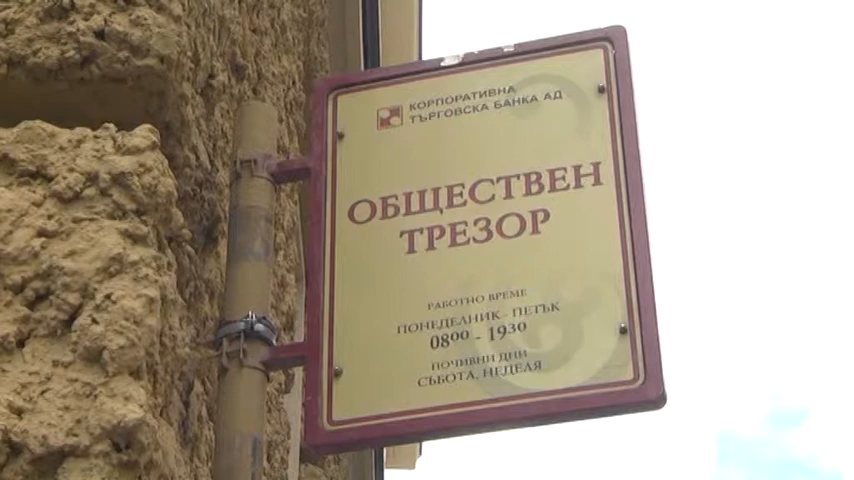 КОРПОРАТИВНА
ТЪРГОВСКА БАНКА АД
ОБЩЕСТВЕН
ТРЕЗОР
РАБОТНО ВРЕМЕ
ПОНЕДЕЛНИК - ПЕТЪК
08⁰⁰ - 19³⁰
ПОЧИВНИ ДНИ
СЪБОТА, НЕДЕЛЯ